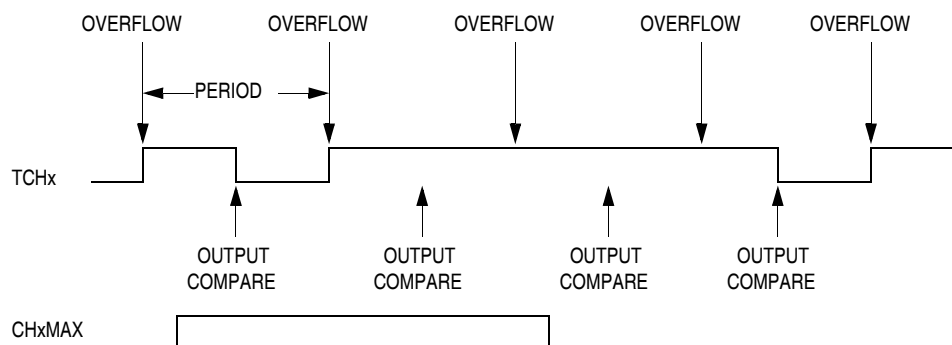 OVERFLOW OVERFLOW OVERFLOW OVERFLOW OVERFLOW
PERIOD
TCHx
OUTPUT OUTPUT OUTPUT OUTPUT
COMPARE COMPARE COMPARE COMPARE
CHxMAX